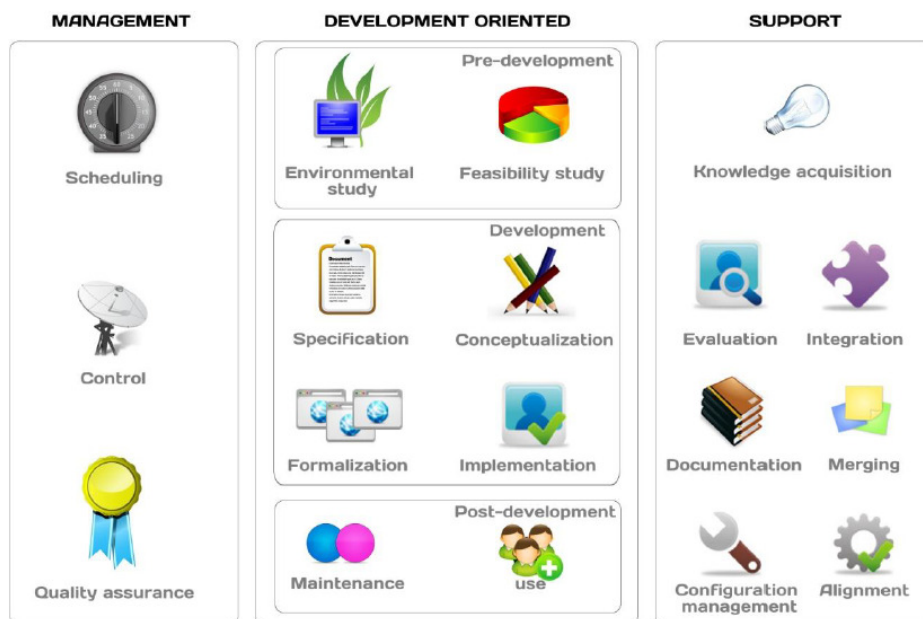 MANAGEMENT
DEVELOPMENT ORIENTED
SUPPORT
Scheduling
Control
Quality assurance
Pre-development
Environmental
study
Feasibility study
Development
Document
Specification
Conceptualization
Formalization
Implementation
Post-development
Maintenance
use
Knowledge acquisition
Evaluation
Integration
Documentation
Merging
Configuration
management
Alignment